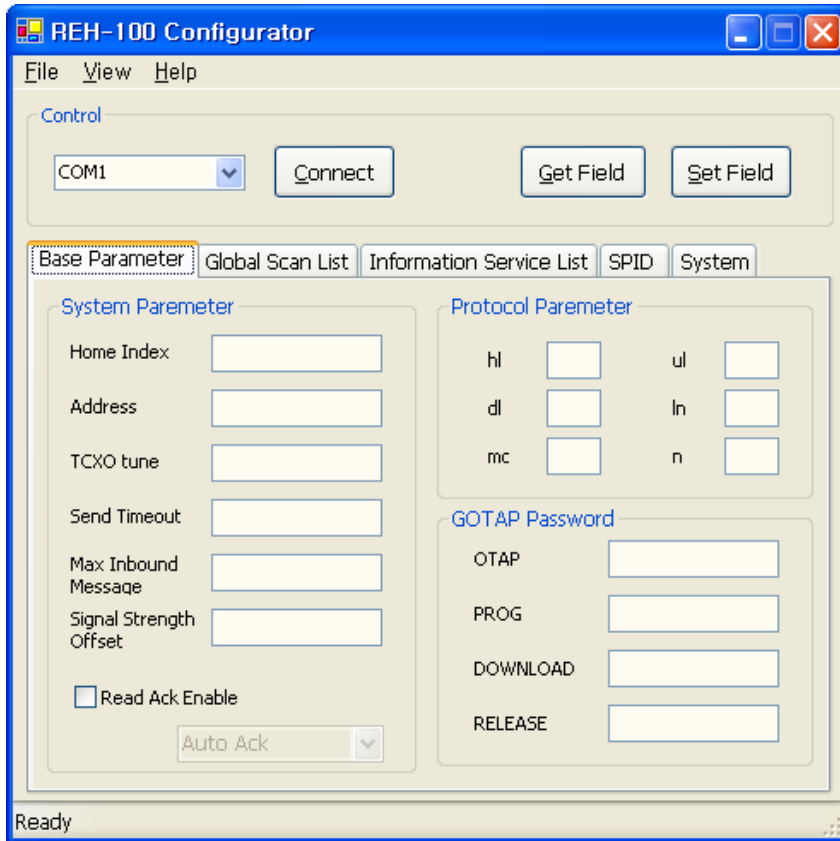 REH-100 Configurator
File View Help
Control
COM1 Connect Get Field Set Field
Base Parameter Global Scan List Information Service List SPID System
System Paremeter
Home Index
Address
TCXO tune
Send Timeout
Max Inbound
Message
Signal Strength
Offset
Read Ack Enable
Auto Ack
Protocol Paremeter
hl ul
dl ln
mc n
GOTAP Password
OTAP
PROG
DOWNLOAD
RELEASE
Ready